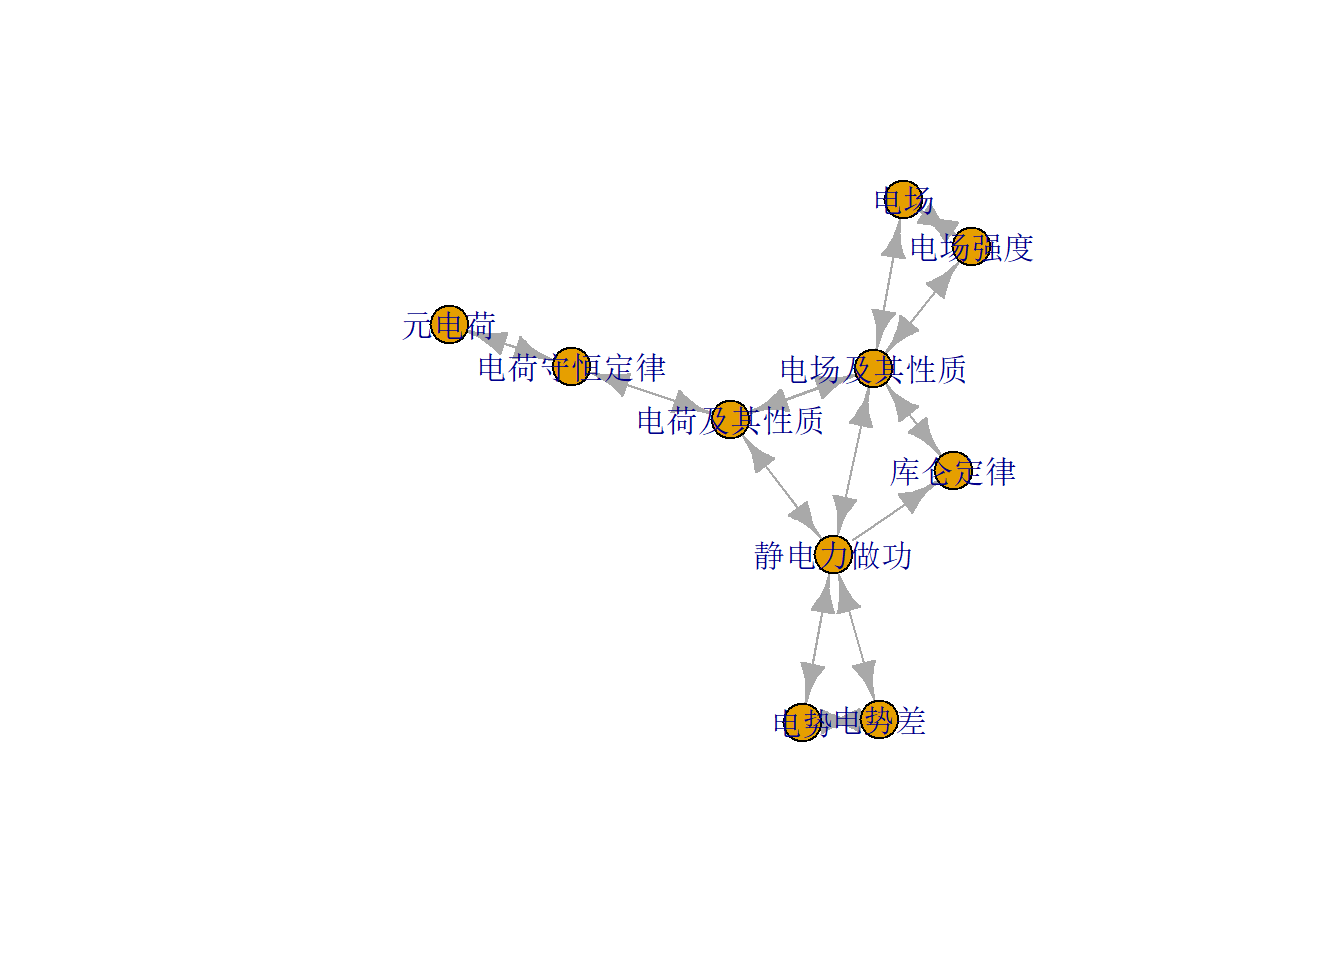 电场
电场强度
元电荷
电荷守恒定律
电场及其性质
电荷及其性质
库仑定律
静电力做功
电势
电势差